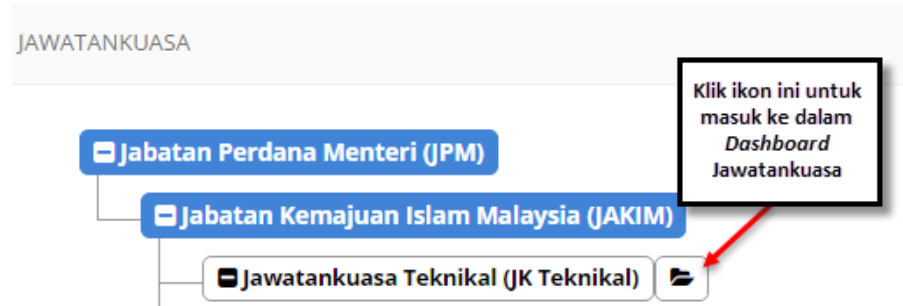 JAWATANKUASA
Klik ikon ini untuk
masuk ke dalam
Dashboard
Jawatankuasa
Jabatan Perdana Menteri (JPM)
Jabatan Kemajuan Islam Malaysia (JAKIM)
Jawatankuasa Teknikal (JK Teknikal)